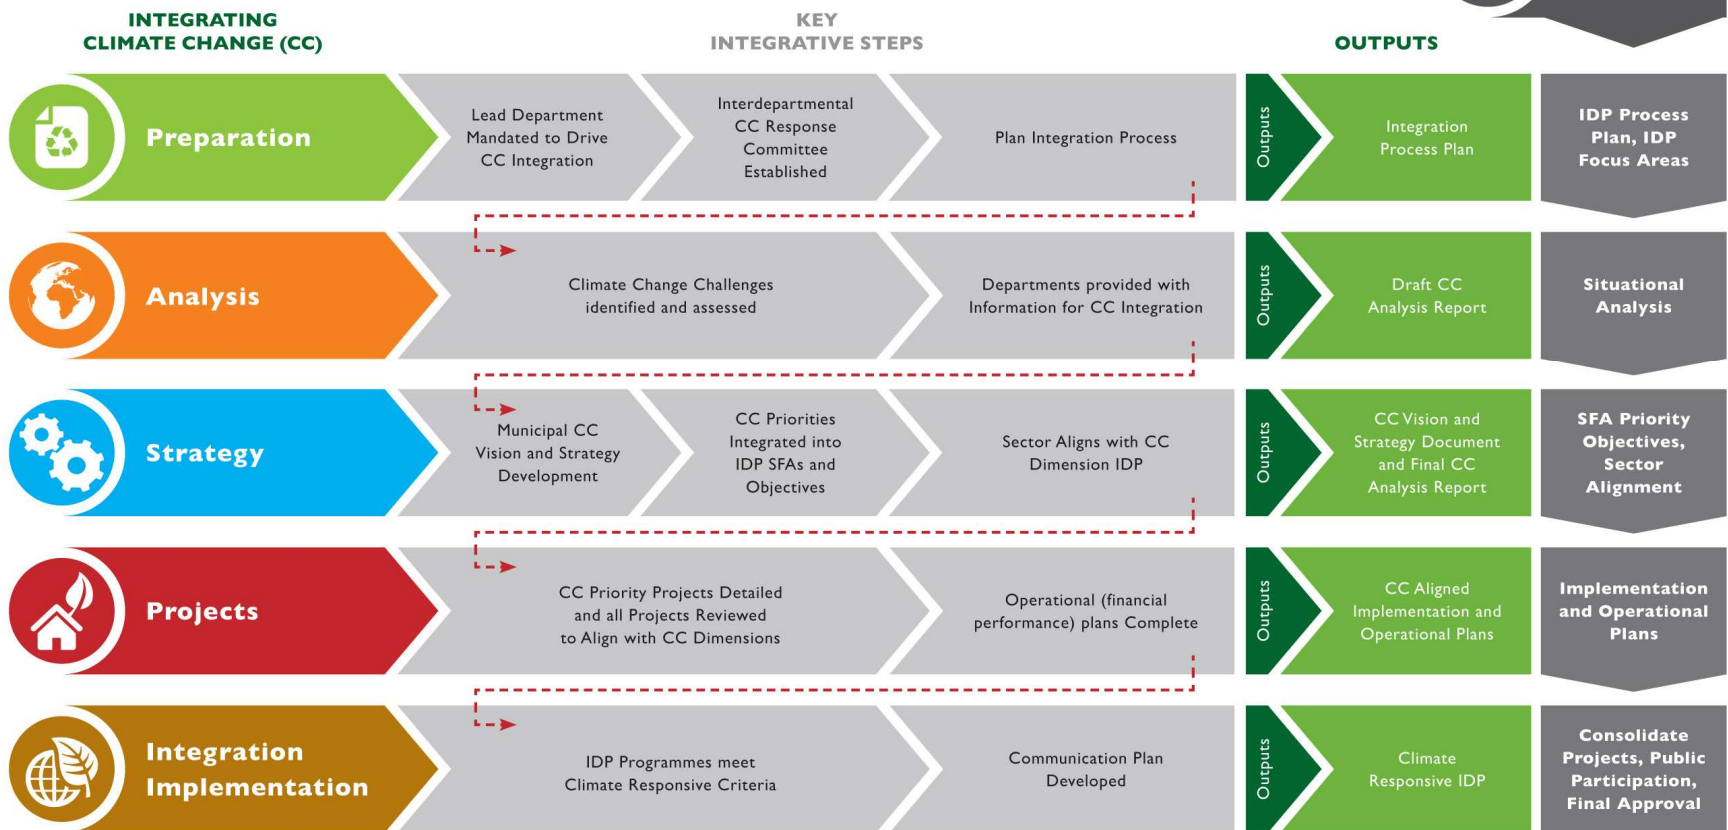 INTEGRATING
CLIMATE CHANGE (CC)
KEY
INTEGRATIVE STEPS
OUTPUTS
Preparation
Lead Department
Mandated to Drive
CC Integration
Interdepartmental
CC Response
Committee
Established
Plan Integration Process
Outputs
Integration
Process Plan
IDP Process
Plan, IDP
Focus Areas
Analysis
Climate Change Challenges
identified and assessed
Departments provided with
Information for CC Integration
Outputs
Draft CC
Analysis Report
Situational
Analysis
Strategy
Municipal CC
Vision and Strategy
Development
CC Priorities
Integrated into
IDP SFAs and
Objectives
Sector Aligns with CC
Dimension IDP
Outputs
CC Vision and
Strategy Document
and Final CC
Analysis Report
SFA Priority
Objectives,
Sector
Alignment
Projects
CC Priority Projects Detailed
and all Projects Reviewed
to Align with CC Dimensions
Operational (financial
performance) plans Complete
Outputs
CC Aligned
Implementation and
Operational Plans
Implementation
and Operational
Plans
Integration
Implementation
IDP Programmes meet
Climate Responsive Criteria
Communication Plan
Developed
Outputs
Climate
Responsive IDP
Consolidate
Projects, Public
Participation,
Final Approval